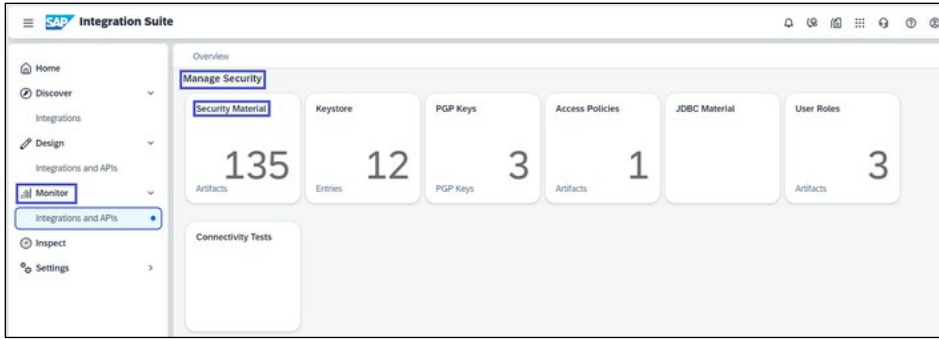 SAP Integration Suite
Home
Discover
Integrations
Design
Integrations and APIs
Monitor
Integrations and APIs
Inspect
Settings
Overview
Manage Security
Security Material
135
Artifacts
Keystore
12
Entries
PGP Keys
3
PGP Keys
Access Policies
1
Artifacts
JDBC Material
User Roles
3
Artifacts
Connectivity Tests